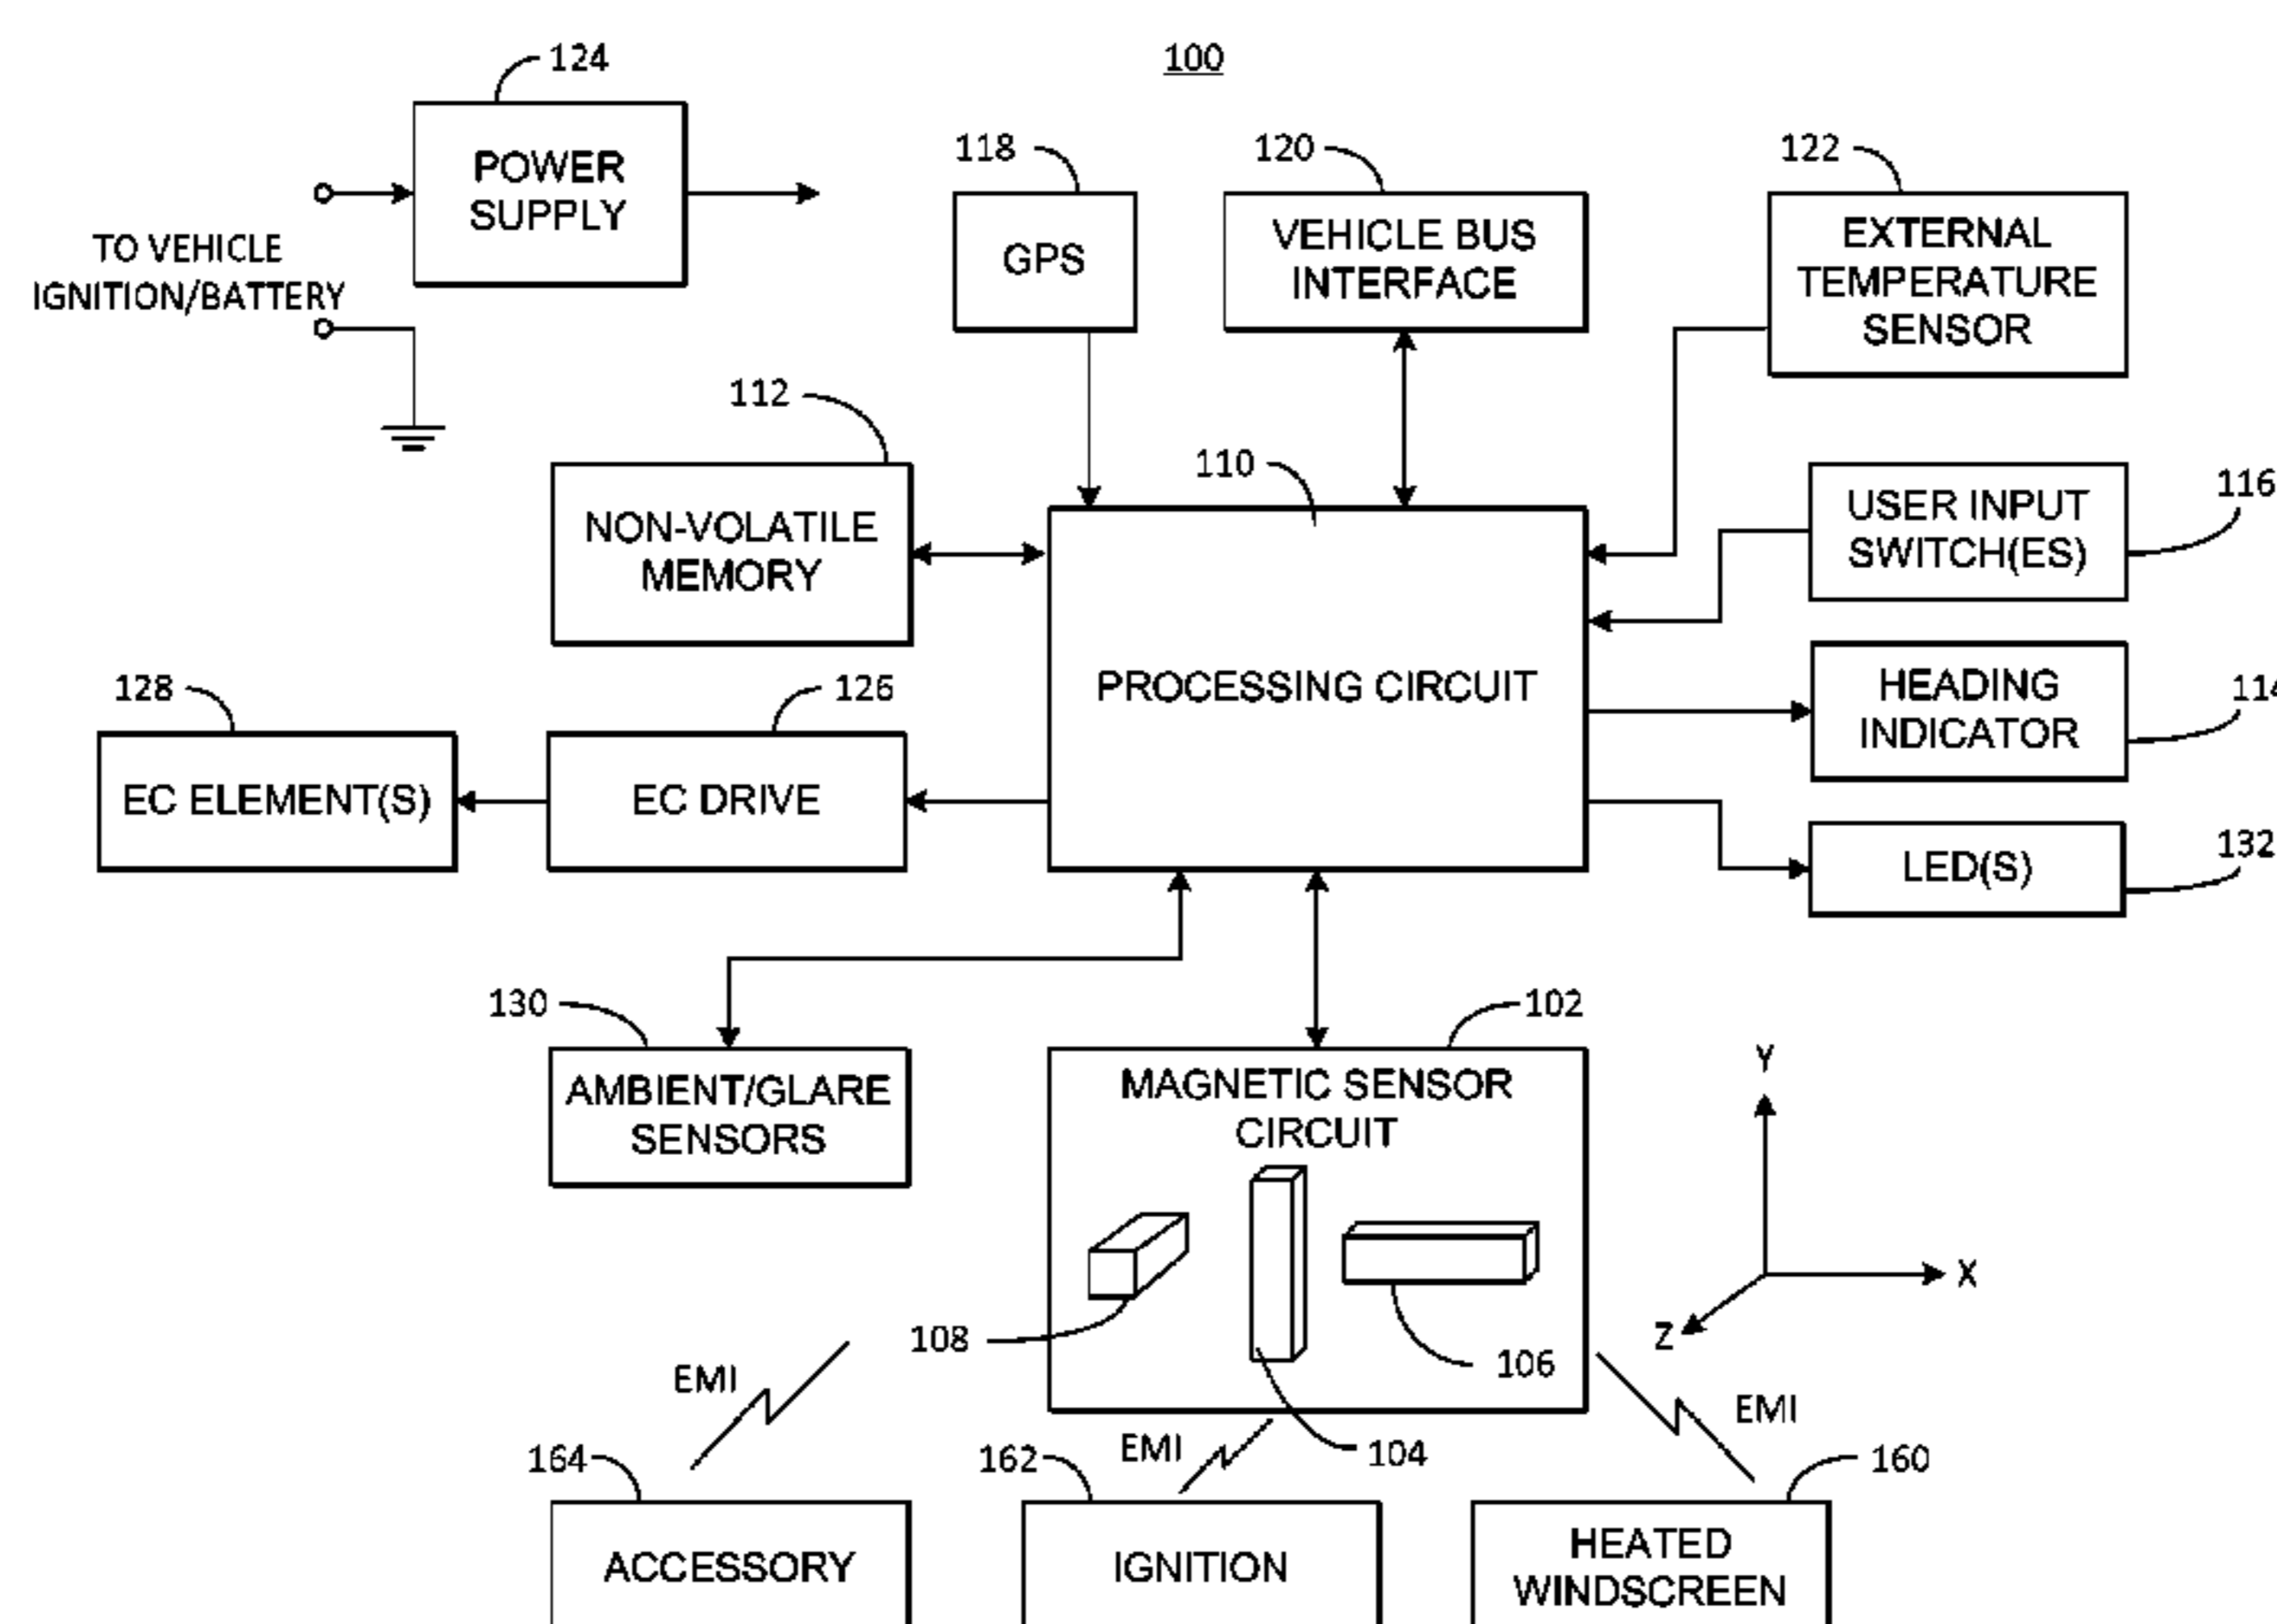 100
124
POWER
SUPPLY
TO VEHICLE
IGNITION/BATTERY
118
GPS
120
VEHICLE BUS
INTERFACE
122
EXTERNAL
TEMPERATURE
SENSOR
112
NON-VOLATILE
MEMORY
110
PROCESSING CIRCUIT
116
USER INPUT
SWITCH(ES)
HEADING
INDICATOR
114
128
EC ELEMENT(S)
126
EC DRIVE
132
LED(S)
130
AMBIENT/GLARE
SENSORS
102
MAGNETIC SENSOR
CIRCUIT
108
104
106
Y
X
Z
EMI
EMI
EMI
164
ACCESSORY
162
IGNITION
160
HEATED
WINDSCREEN